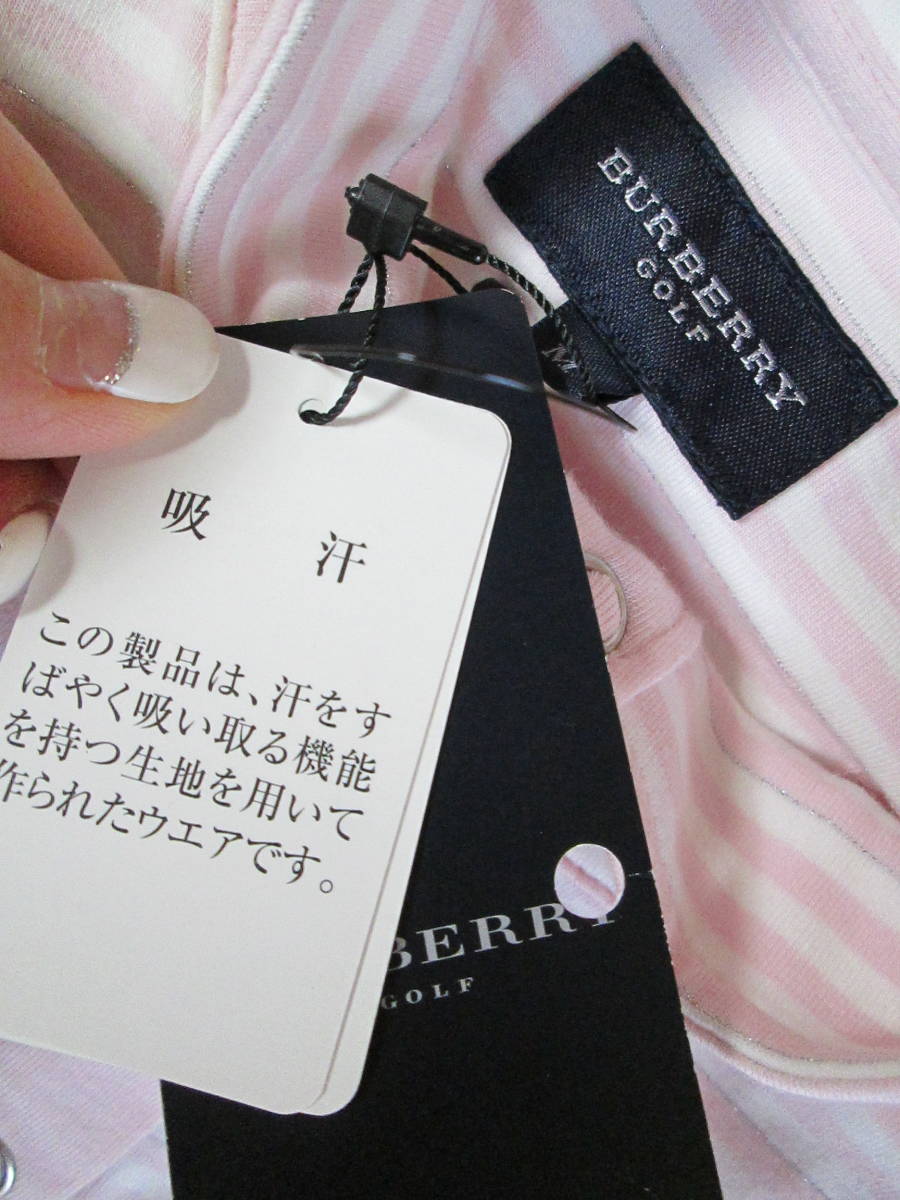 BURBERRY
GOLF
M
吸 汗
この製品は、汗をす
ばやく吸い取る機能
を持つ生地を用いて
作られたウエアです。
BERRY
GOLF